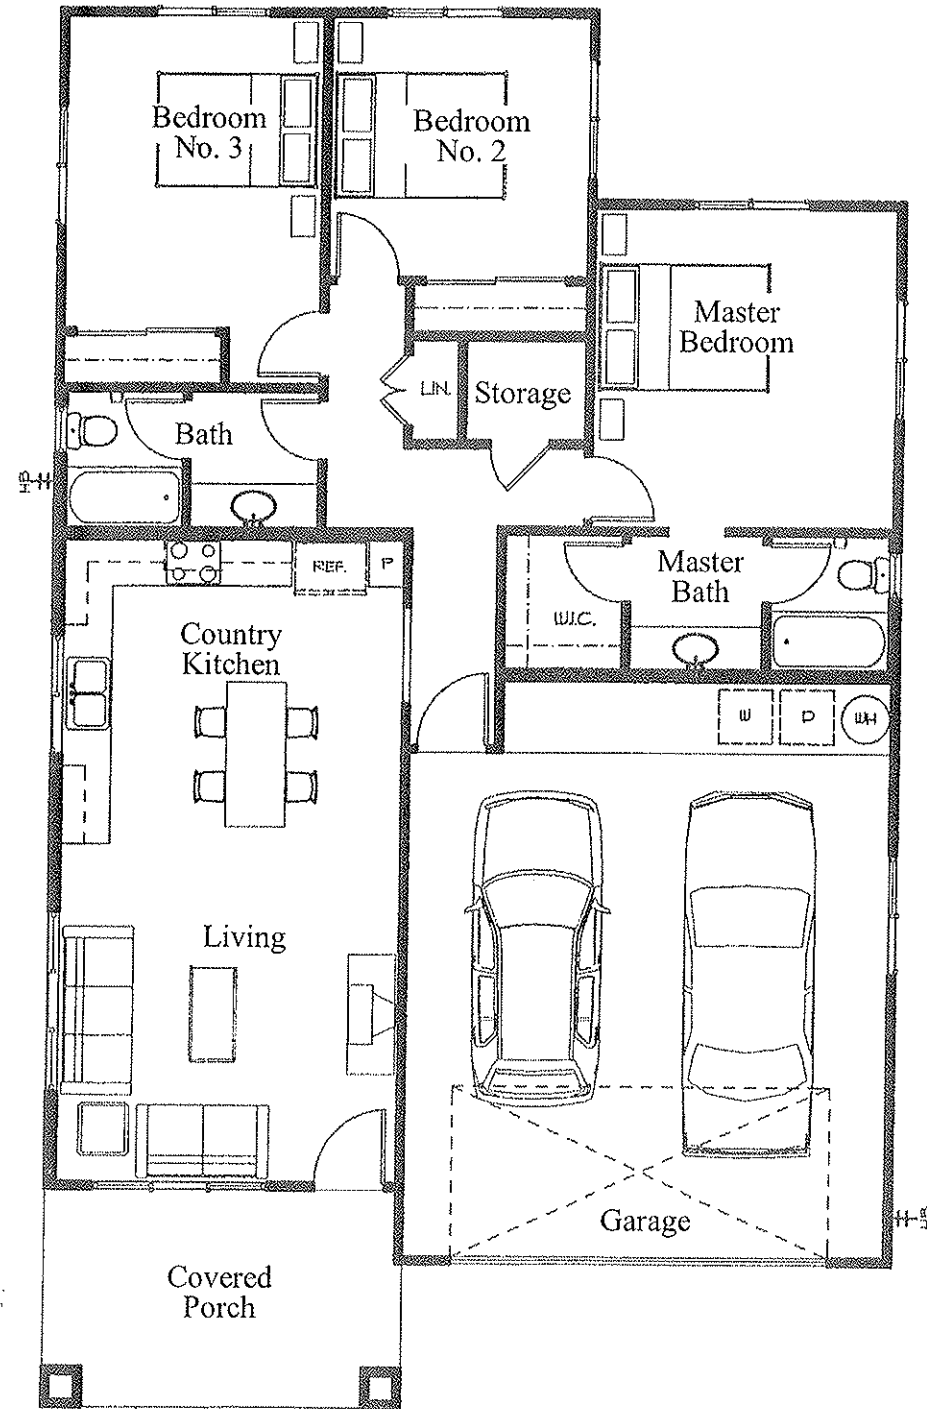 Bedroom
No. 3
Bedroom
No. 2
Master
Bedroom
LIN.
Storage
Bath
HB
REF.
P
Master
Bath
W.I.C.
Country
Kitchen
W
D
WH
Living
Garage
HB
Covered
Porch